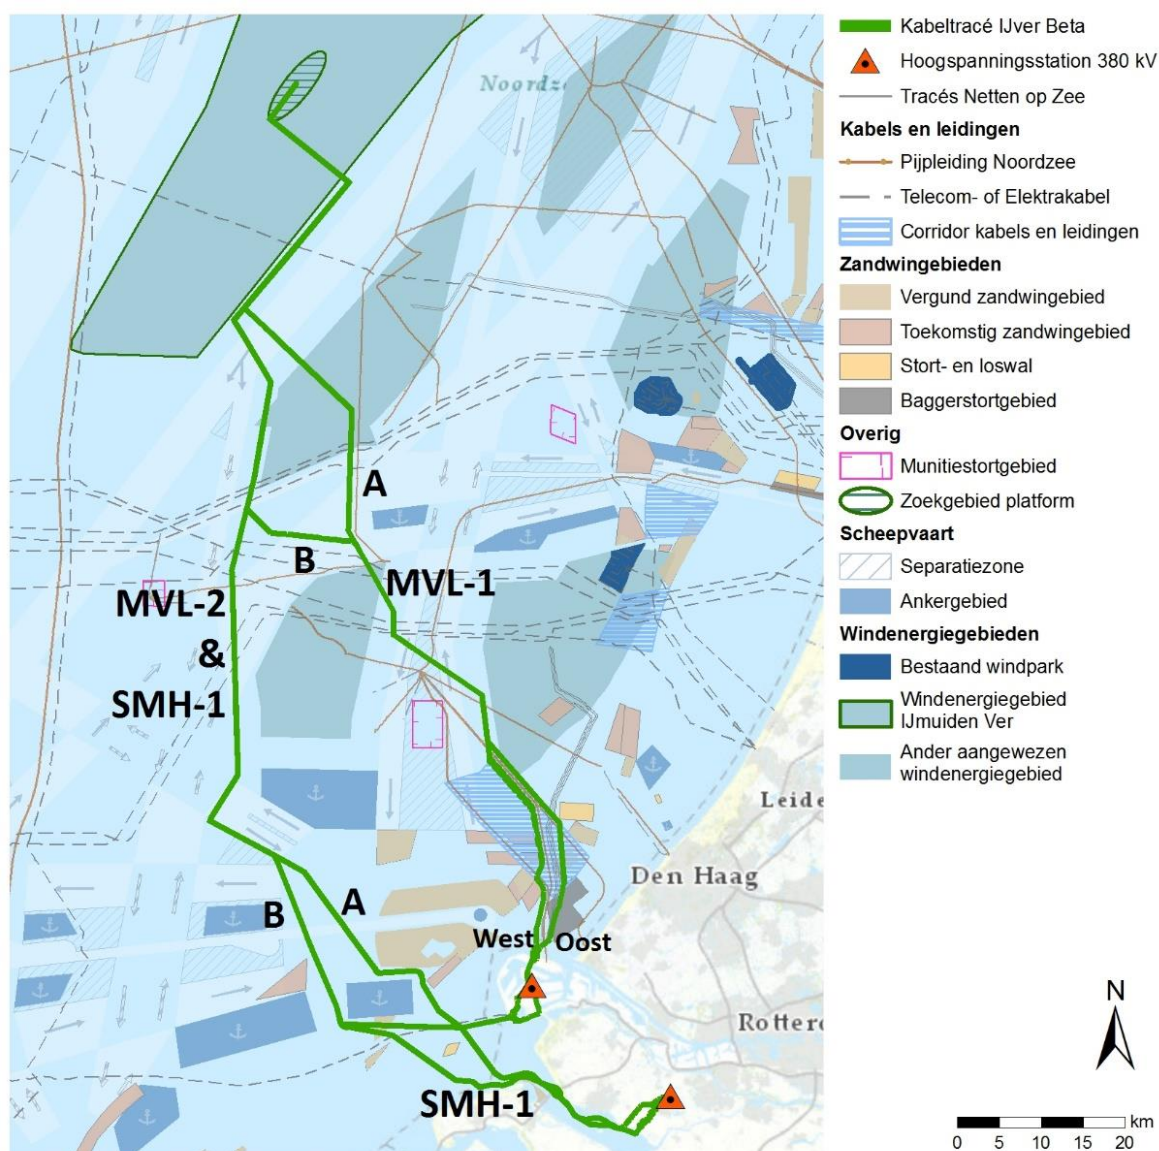 Noordz
A
B
MVL-1
MVL-2
&
SMH-1
B
A
West
Oost
SMH-1
Leide
Den Haag
Rotter
Kabeltracé IJver Beta
Hoogspanningsstation 380 kV
Tracés Netten op Zee
Kabels en leidingen
Pijpleiding Noordzee
Telecom- of Elektrakabel
Corridor kabels en leidingen
Zandwingebieden
Vergund zandwingebied
Toekomstig zandwingebied
Stort- en loswal
Baggerstortgebied
Overig
Munitiestortgebied
Zoekgebied platform
Scheepvaart
Separatiezone
Ankergebied
Windenergiegebieden
Bestaand windpark
Windenergiegebied
IJmuiden Ver
Ander aangewezen
windenergiegebied
N
km
0 5 10 15 20